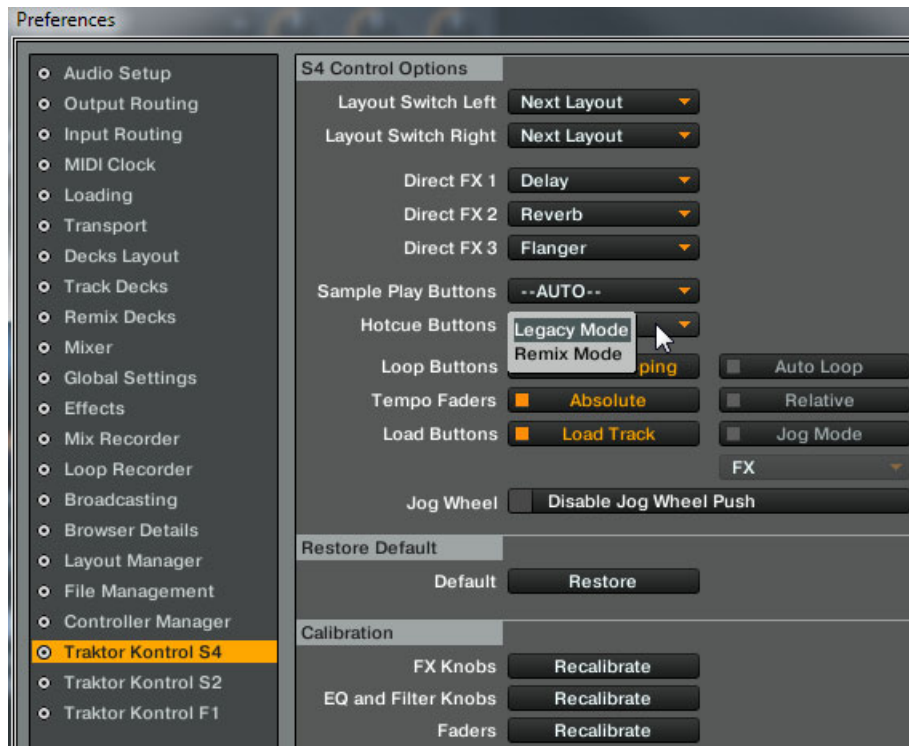 Preferences
Audio Setup
Output Routing
Input Routing
MIDI Clock
Loading
Transport
Decks Layout
Track Decks
Remix Decks
Mixer
Global Settings
Effects
Mix Recorder
Loop Recorder
Broadcasting
Browser Details
Layout Manager
File Management
Controller Manager
Traktor Kontrol S4
Traktor Kontrol S2
Traktor Kontrol F1
S4 Control Options
Layout Switch Left Next Layout
Layout Switch Right Next Layout
Direct FX 1 Delay
Direct FX 2 Reverb
Direct FX 3 Flanger
Sample Play Buttons --AUTO--
Hotcue Buttons
Legacy Mode
Remix Mode
Loop Buttons ping Auto Loop
Tempo Faders Absolute Relative
Load Buttons Load Track Jog Mode
FX
Jog Wheel Disable Jog Wheel Push
Restore Default
Default Restore
Calibration
FX Knobs Recalibrate
EQ and Filter Knobs Recalibrate
Faders Recalibrate